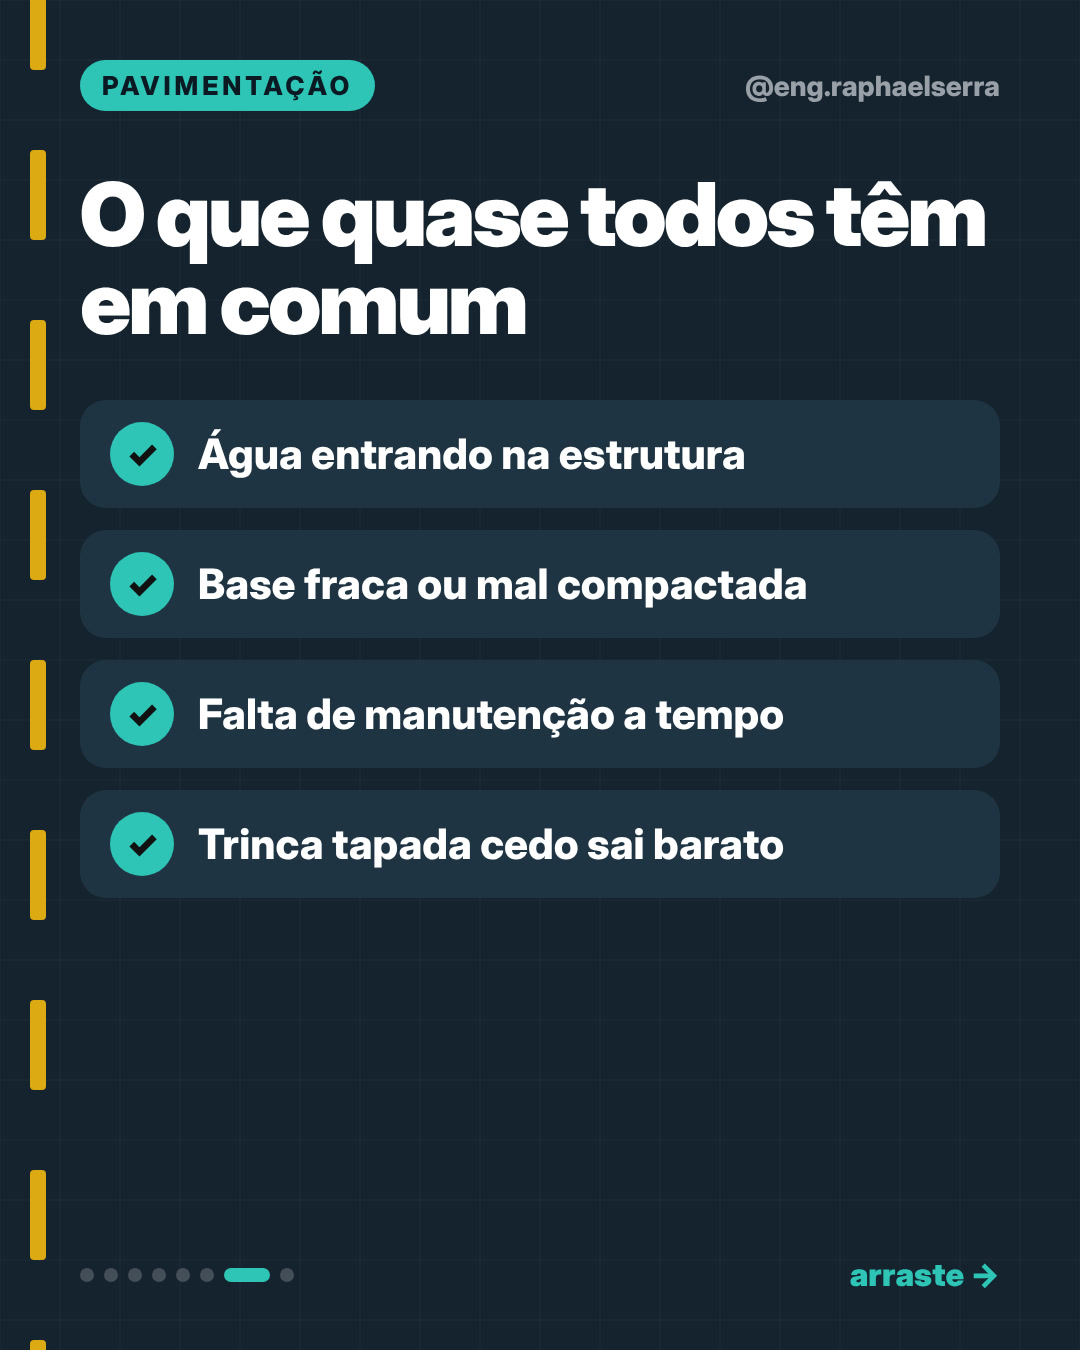 PAVIMENTAÇÃO
@eng.raphaelserra
O que quase todos têm
em comum
Água entrando na estrutura
Base fraca ou mal compactada
Falta de manutenção a tempo
Trinca tapada cedo sai barato
arraste →